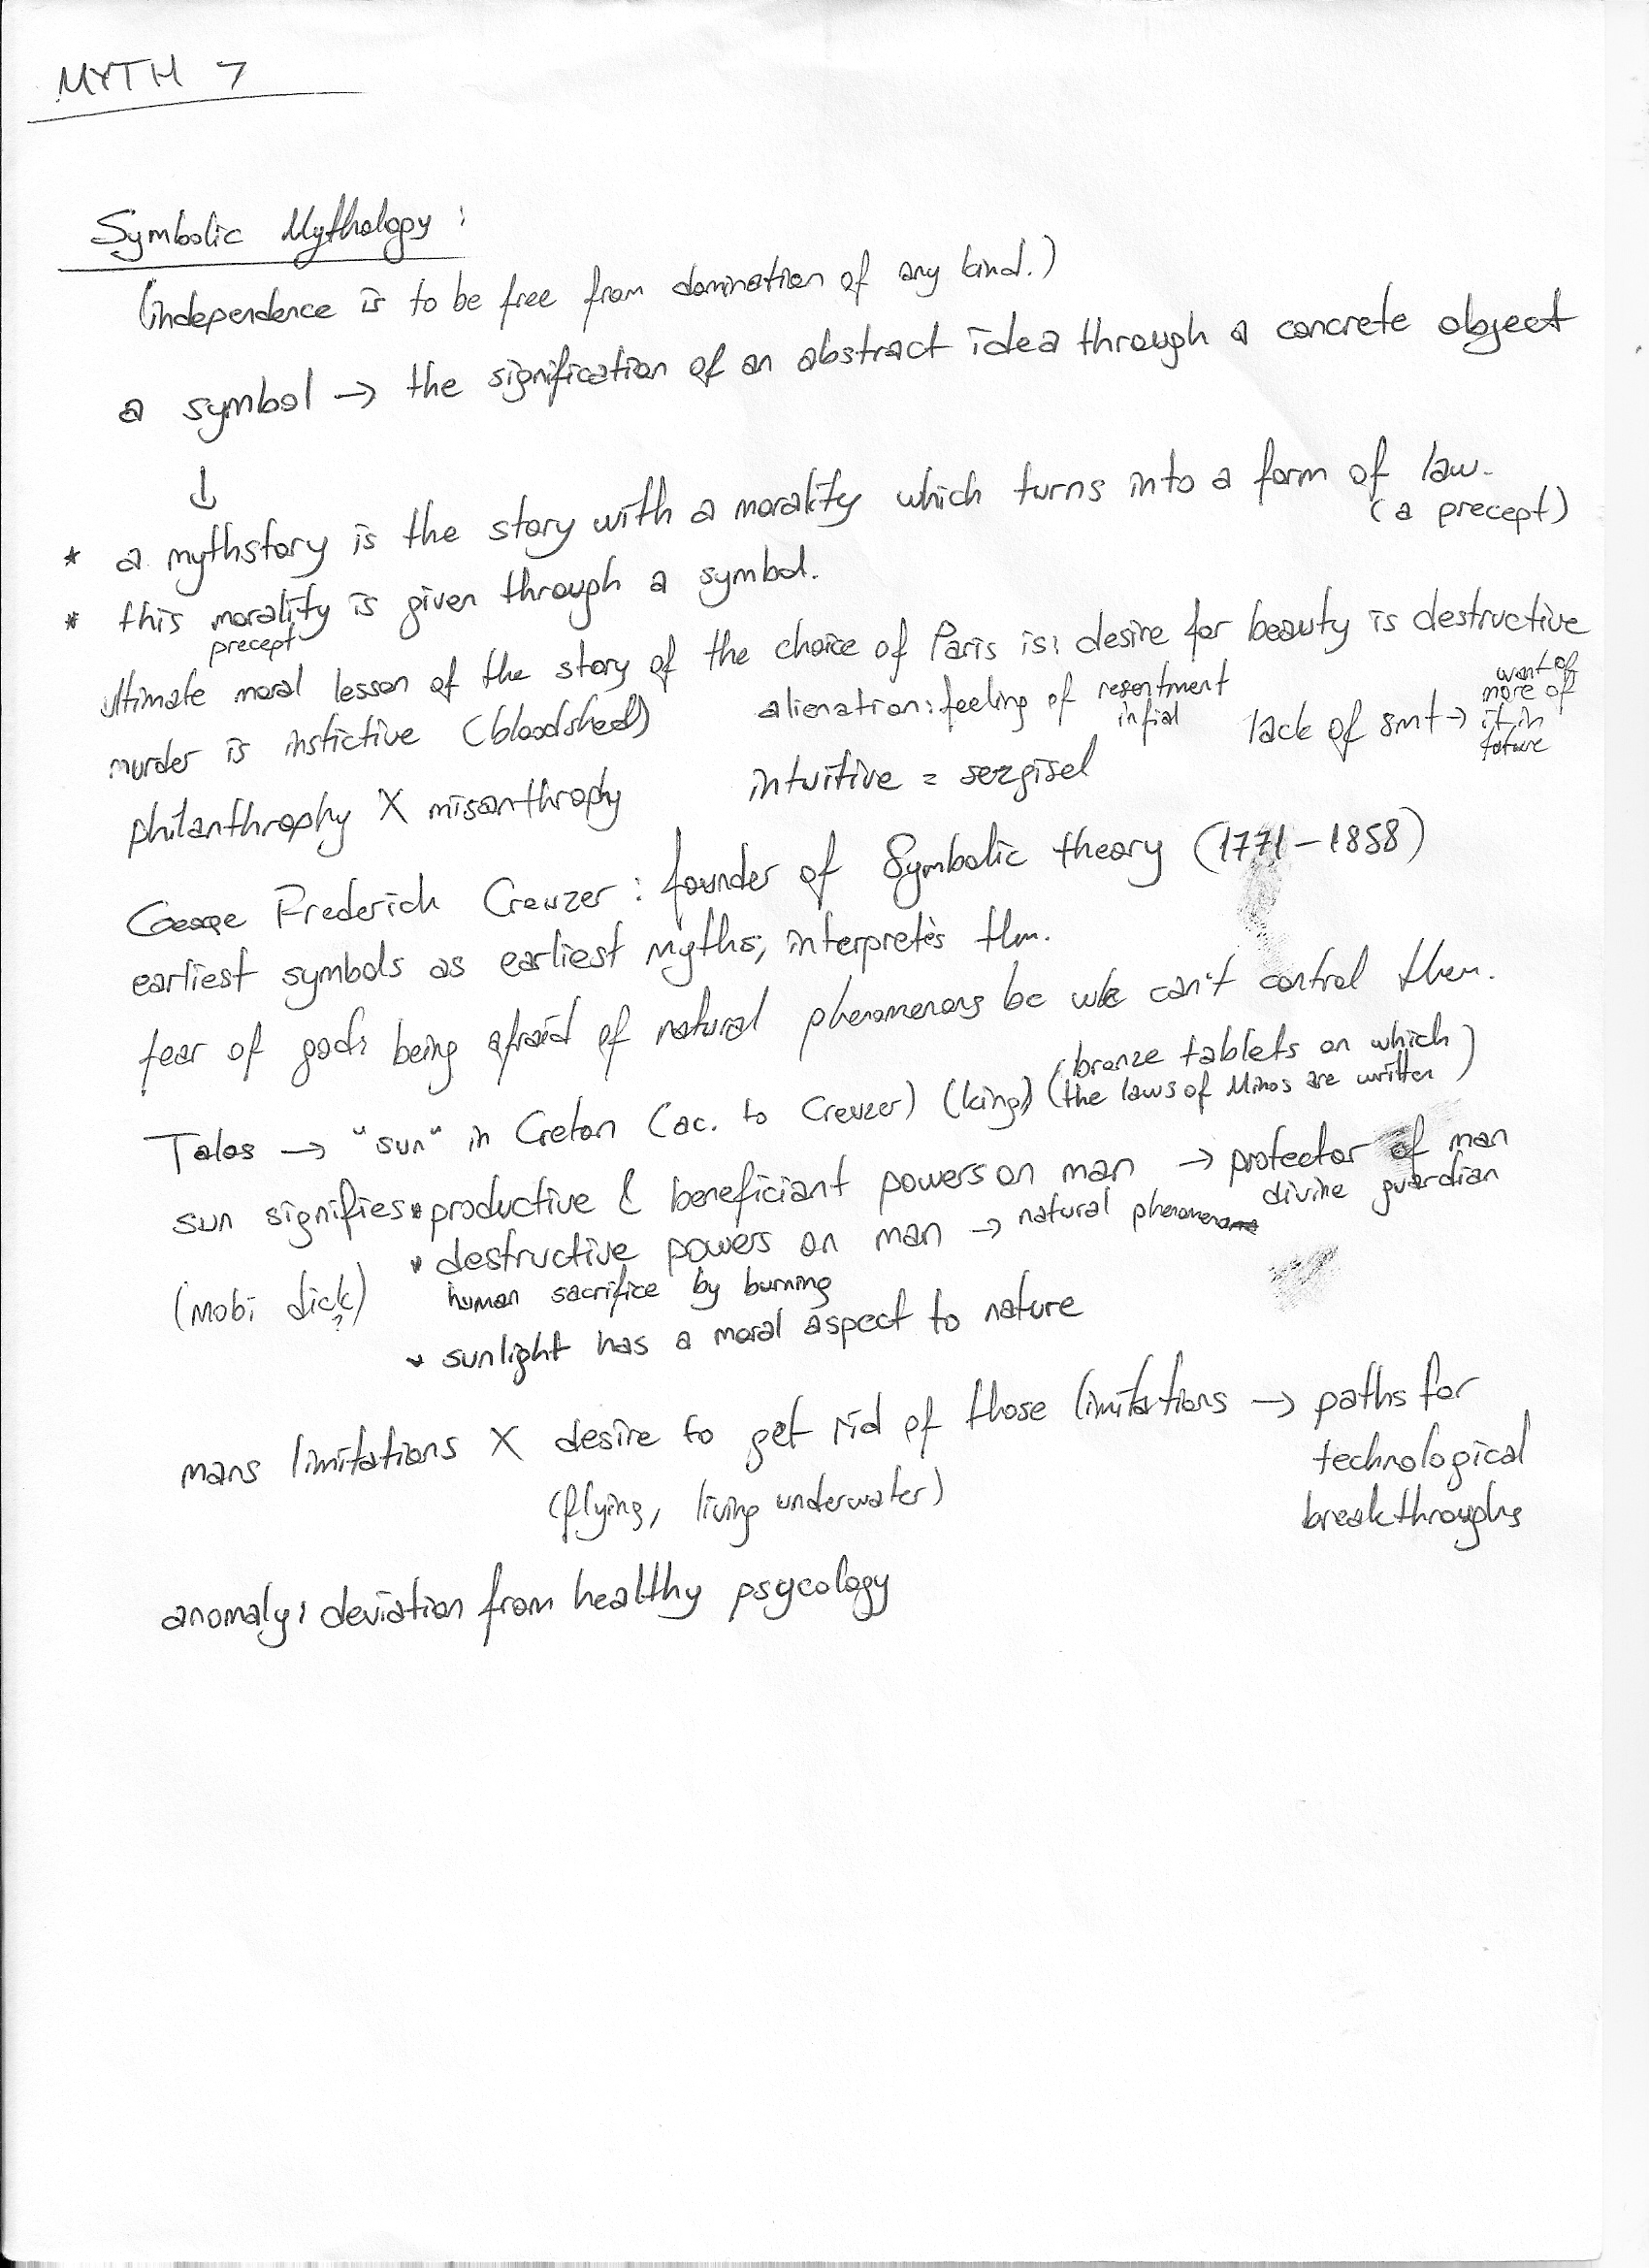 MYTH 7
Symbolic Mythology :
(independence is to be free from domination of any kind.)
a symbol → the signification of an abstract idea through a concrete object
↓
* a mythstory is the story with a morality which turns into a form of law.
(a precept)
* this morality is given through a symbol.
precept
ultimate moral lesson of the story of the choice of Paris is: desire for beauty is destructive
murder is instictive (bloodshed)
alienation: feeling of resentment
infial
lack of smt → want of
more of
it in
future
philanthrophy X misanthrophy
intuitive = sezgisel
George Frederich Creuzer : founder of Symbolic theory (1771-1858)
earliest symbols as earliest myths, interpretes thm.
fear of gods being afraid of natural phenomenons bc we can't control them.
Talos → "sun" in Cretan (ac. to Creuzer) (king) (bronze tablets on which
the laws of Minos are written)
sun signifies * productive & beneficiant powers on man → protector of man
divine guardian
* destructive powers on man → natural phenomena
human sacrifice by burning
(mobi dick)
?
* sunlight has a moral aspect to nature
mans limitations X desire to get rid of those limitations → paths for
technological
breakthroughs
(flying, living underwater)
anomaly: deviation from healthy psycology